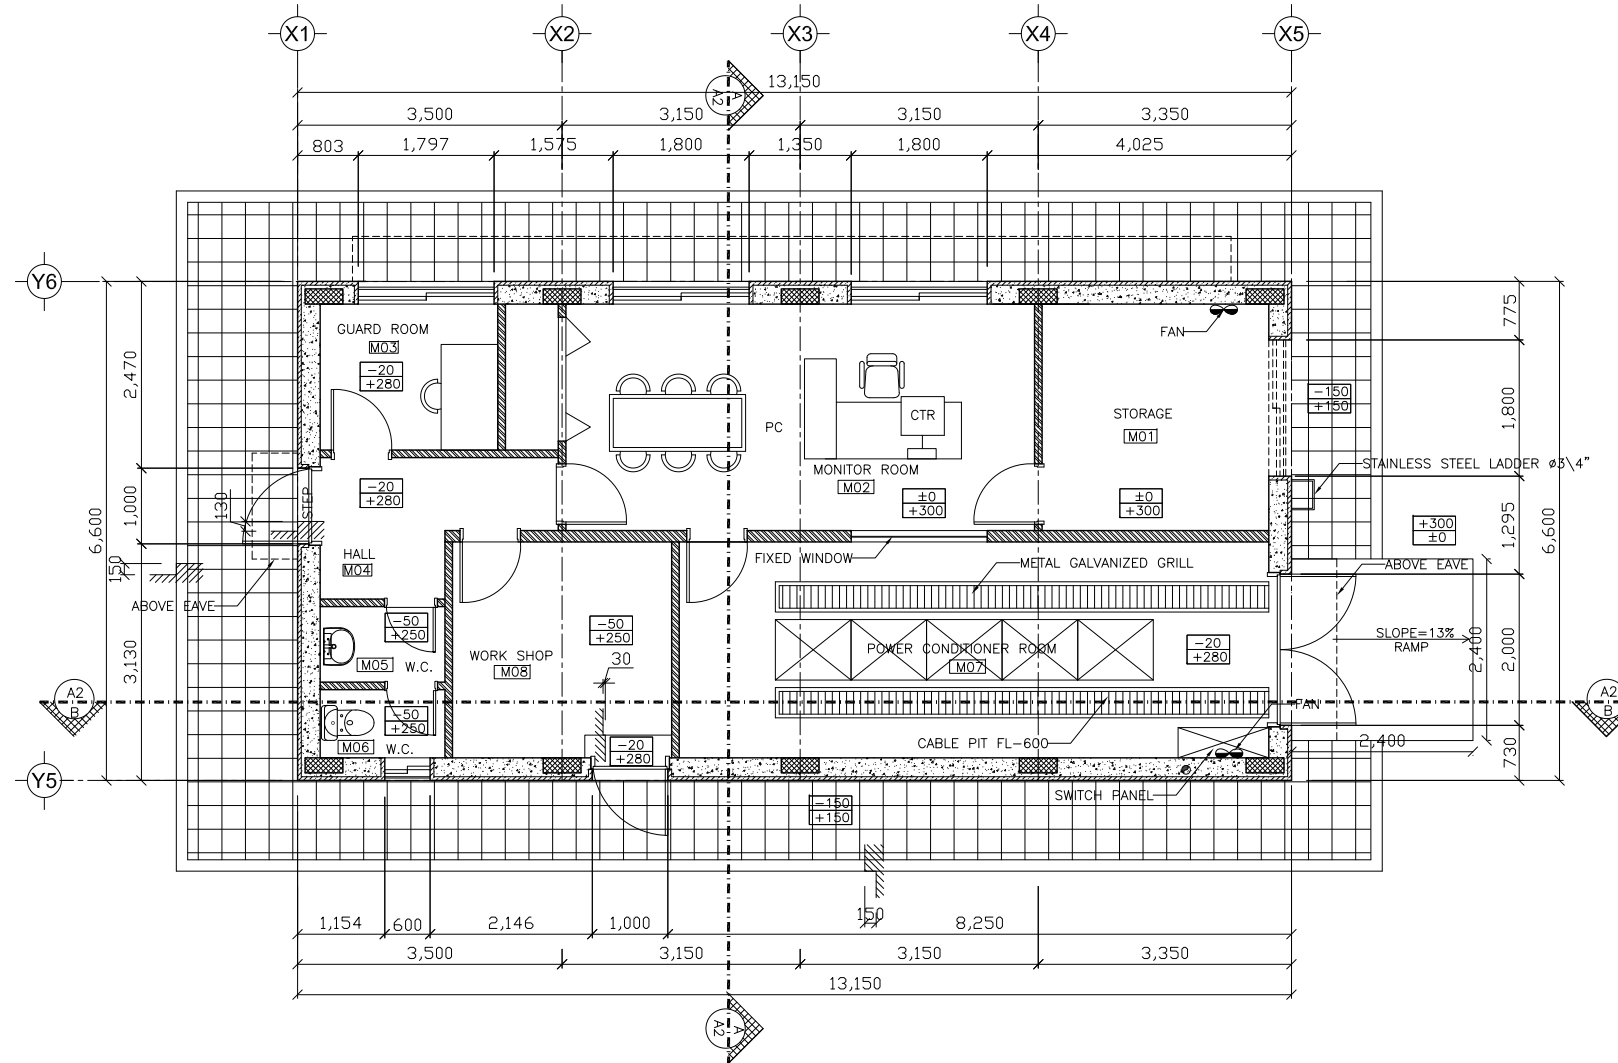 X1
X2
X3
X4
X5
13,150
A
A2
3,500
3,150
3,150
3,350
803
1,797
1,575
1,800
1,350
1,800
4,025
Y6
GUARD ROOM
M03
-20
+280
FAN
775
2,470
1,800
-150
+150
PC
CTR
STORAGE
M01
MONITOR ROOM
M02
STAINLESS STEEL LADDER ø3\4"
-20
+280
±0
+300
±0
+300
STEP
130
1,000
6,600
+300
±0
1,295
6,600
HALL
M04
FIXED WINDOW
METAL GALVANIZED GRILL
ABOVE EAVE
150
ABOVE EAVE
-50
+250
-50
+250
SLOPE=13%
RAMP
2,400
2,000
3,130
M05
W.C.
WORK SHOP
M08
30
POWER CONDITIONER ROOM
M07
-20
+280
A2
B
FAN
A2
B
-50
+250
M06
W.C.
CABLE PIT FL-600
2,400
730
-20
+280
Y5
SWITCH PANEL
-150
+150
150
1,154
600
2,146
1,000
8,250
3,500
3,150
3,150
3,350
13,150
A
A2